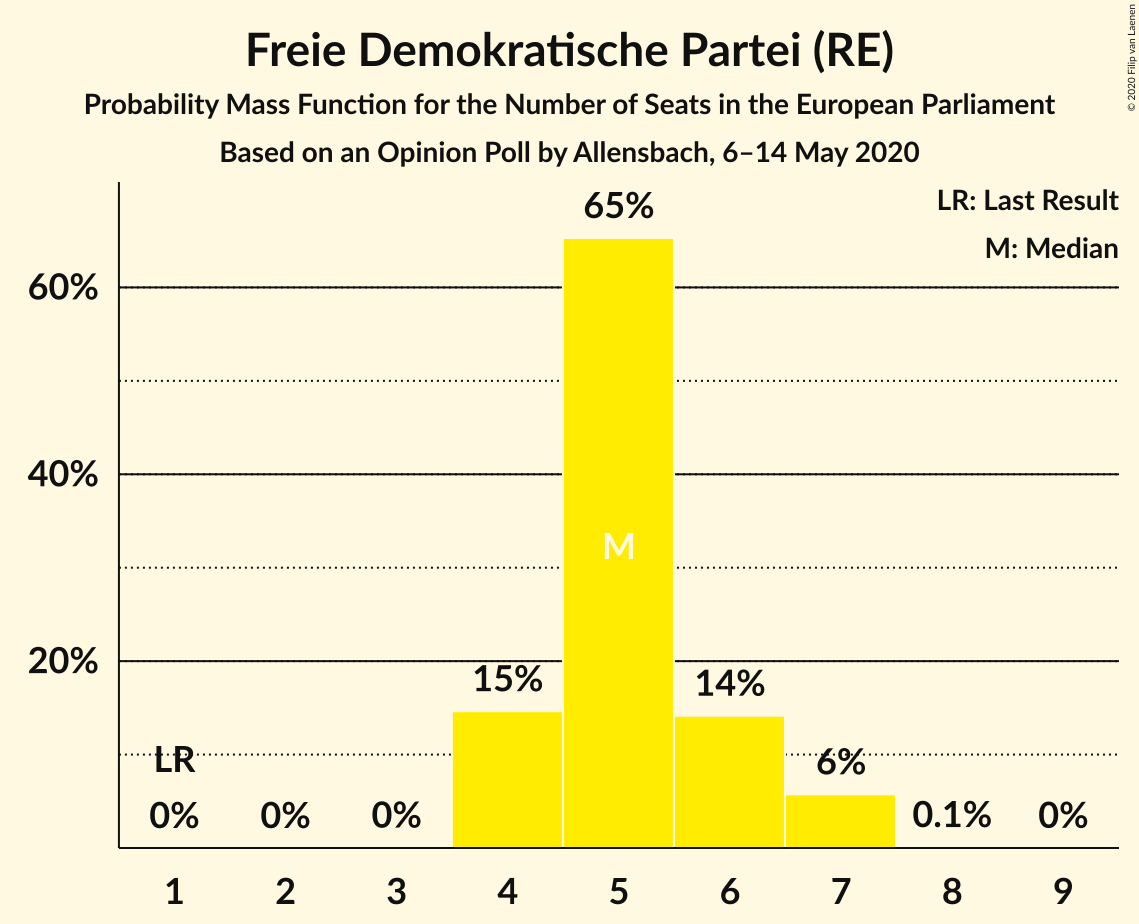 Freie Demokratische Partei (RE)
Probability Mass Function for the Number of Seats in the European Parliament
Based on an Opinion Poll by Allensbach, 6–14 May 2020
© 2020 Filip van Laenen
LR: Last Result
M: Median
65%
60%
40%
M
20%
15%
14%
LR
6%
0%
0%
0%
0.1%
0%
1 2 3 4 5 6 7 8 9